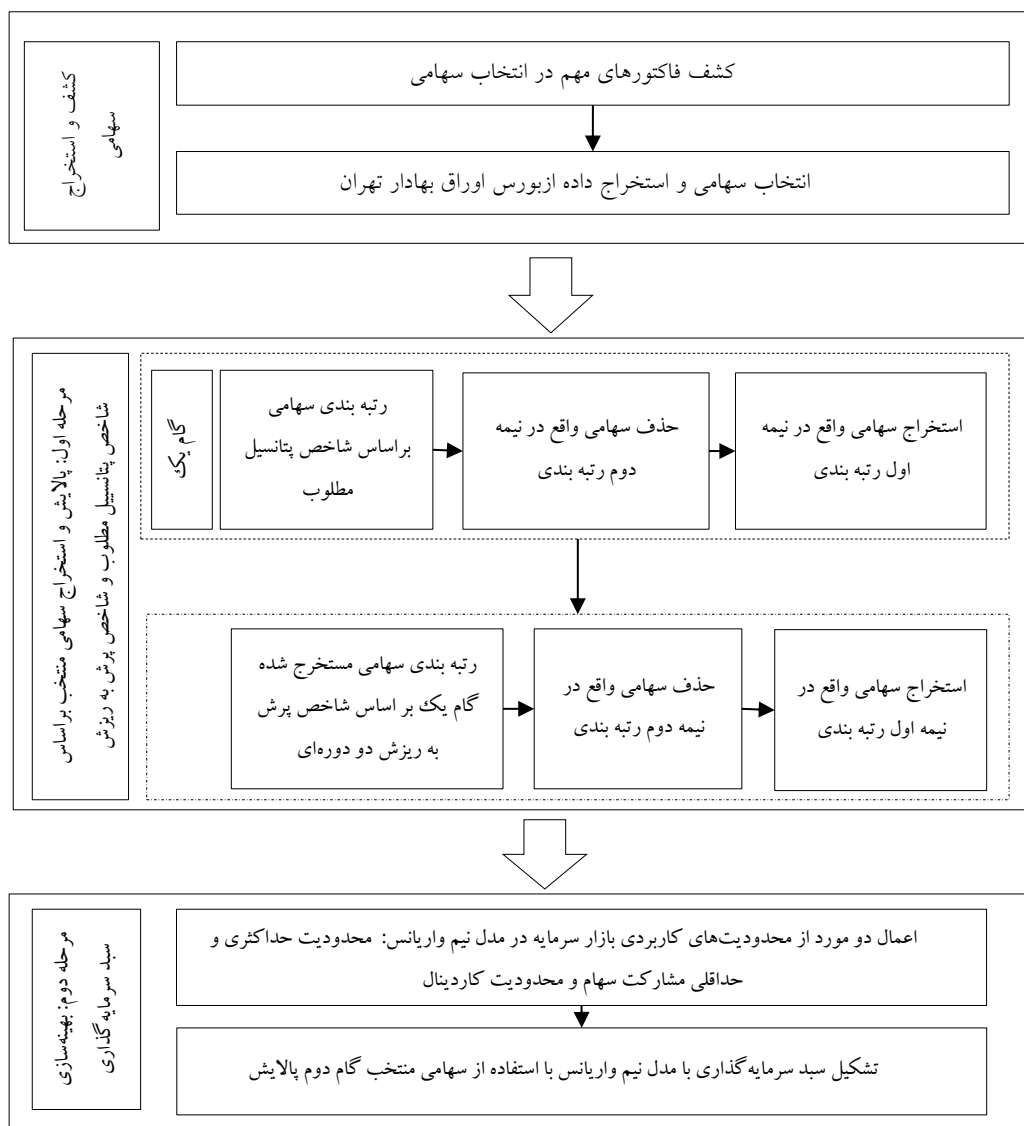 کشف و استخراج
سهامی
کشف فاکتورهای مهم در انتخاب سهامی
انتخاب سهامی و استخراج داده ازبورس اوراق بهادار تهران
مرحله اول: پالایش و استخراج سهامی منتخب براساس
شاخص پتانسییل مطلوب و شاخص پرش به ریزش
گام یک
رتبه بندی سهامی
براساس شاخص پتانسیل
مطلوب
حذف سهامی واقع در نیمه
دوم رتبه بندی
استخراج سهامی واقع در نیمه
اول رتبه بندی
رتبه بندی سهامی مستخرج شده
گام یک بر اساس شاخص پرش
به ریزش دو دوره‌ای
حذف سهامی واقع در
نیمه دوم رتبه بندی
استخراج سهامی واقع در
نیمه اول رتبه بندی
مرحله دوم: بهینه‌سازی
سبد سرمایه گذاری
اعمال دو مورد از محدودیت‌های کاربردی بازار سرمایه در مدل نیم واریانس: محدودیت حداکثری و
حداقلی مشارکت سهام و محدودیت کاردینال
تشکیل سبد سرمایه گذاری با مدل نیم واریانس با استفاده از سهامی منتخب گام دوم پالایش